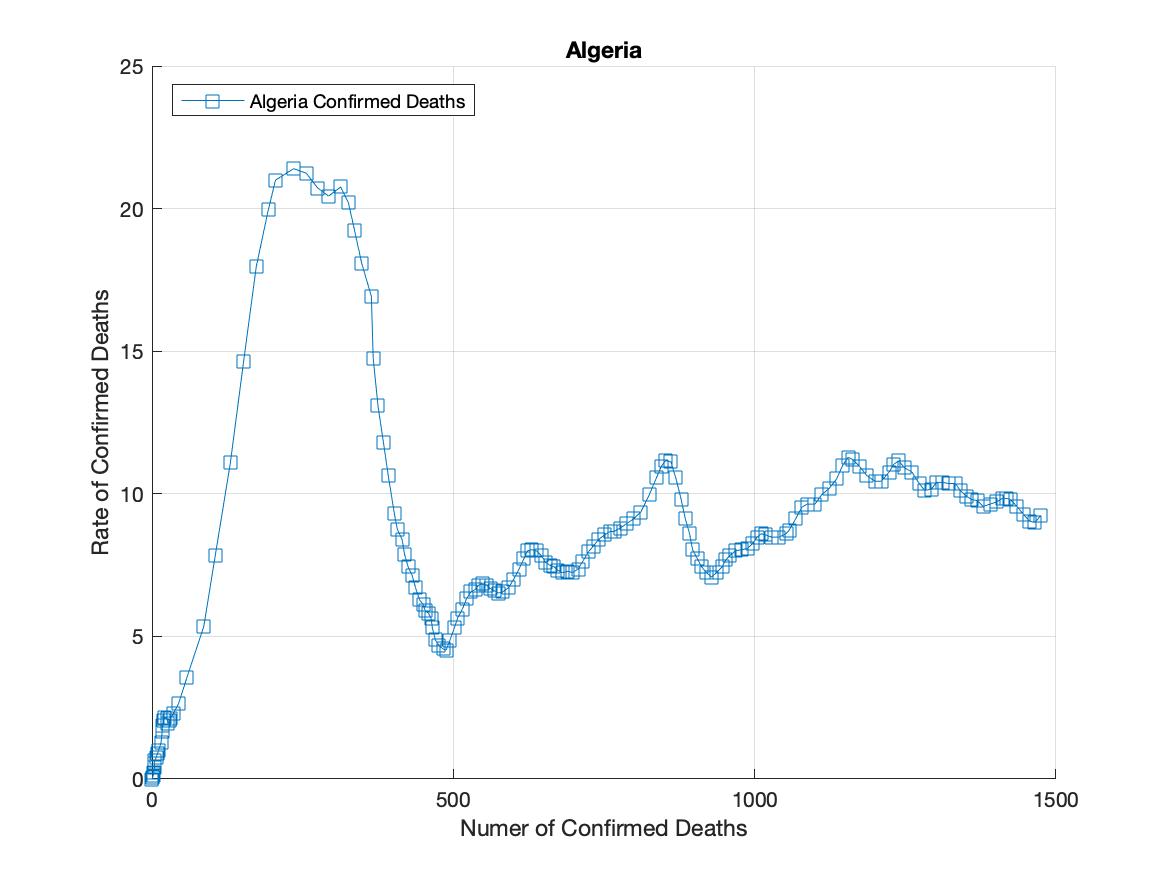 Algeria
25
Algeria Confirmed Deaths
20
15
10
5
0
Rate of Confirmed Deaths
0 500 1000 1500
Numer of Confirmed Deaths